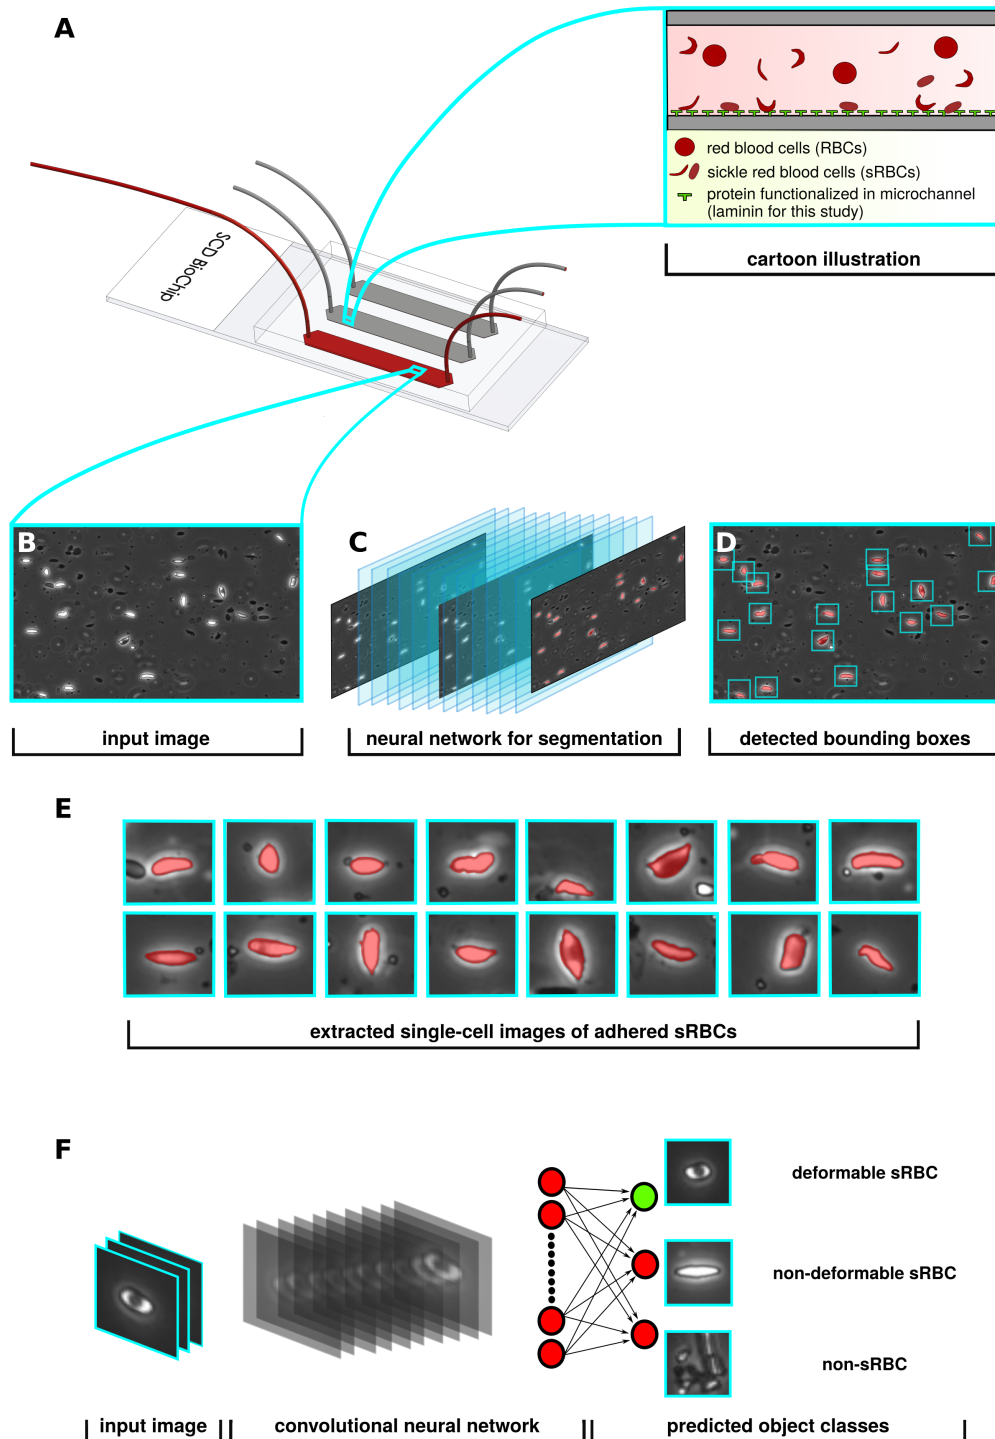 A
SCD BioChip
red blood cells (RBCs)
sickle red blood cells (sRBCs)
protein functionalized in microchannel
(laminin for this study)
cartoon illustration
B
C
D
input image
neural network for segmentation
detected bounding boxes
E
extracted single-cell images of adhered sRBCs
F
deformable sRBC
non-deformable sRBC
non-sRBC
input image
convolutional neural network
predicted object classes